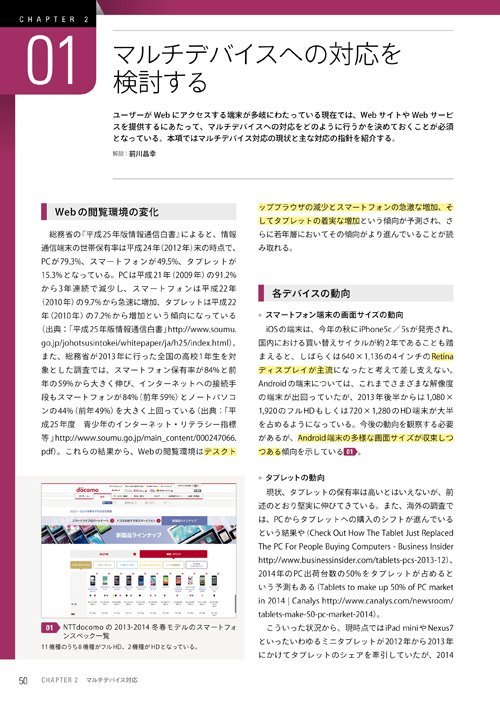 CHAPTER 2
01
マルチデバイスへの対応を
検討する
ユーザーが Web にアクセスする端末が多岐にわたっている現在では、Web サイトや Web サービ
スを提供するにあたって、マルチデバイスへの対応をどのように行うかを決めておくことが必須
となっている。本項ではマルチデバイス対応の現状と主な対応の指針を紹介する。
解説：前川昌幸
Webの閲覧環境の変化
総務省の『平成25年版情報通信白書』によると、情報
通信端末の世帯保有率は平成24年（2012年）末の時点で、
PCが79.3%、スマートフォンが49.5%、タブレットが
15.3%となっている。PCは平成21年（2009年）の91.2%
から3年連続で減少し、スマートフォンは平成22年
（2010年）の9.7%から急速に増加、タブレットは平成22
年（2010年）の7.2%から増加という傾向になっている
（出典：「平成25年版情報通信白書」http://www.soumu.
go.jp/johotsusintokei/whitepaper/ja/h25/index.html）。
また、総務省が2013年に行った全国の高校1年生を対
象とした調査では、スマートフォン保有率が84%と前
年の59%から大きく伸び、インターネットへの接続手
段もスマートフォンが84%（前年59%）とノートパソコ
ンの44%（前年49%）を大きく上回っている（出典：「平
成25年度　青少年のインターネット・リテラシー指標
等」http://www.soumu.go.jp/main_content/000247066.
pdf）。これらの結果から、Webの閲覧環境はデスクト
docomo
新製品ラインナップ
01 NTTdocomo の 2013-2014 冬春モデルのスマートフォ
ンスペック一覧
11機種のうち8機種がフルHD、2機種がHDとなっている。
ップブラウザの減少とスマートフォンの急激な増加、そ
してタブレットの着実な増加という傾向が予測され、さ
らに若年層においてその傾向がより進んでいることが読
み取れる。
各デバイスの動向
▶ スマートフォン端末の画面サイズの動向
iOSの端末は、今年の秋にiPhone5c／5sが発売され、
国内における買い替えサイクルが約2年であることも踏
まえると、しばらくは640×1,136の4インチのRetina
ディスプレイが主流になったと考えて差し支えない。
Androidの端末については、これまでさまざまな解像度
の端末が出回っていたが、2013年後半からは1,080×
1,920のフルHDもしくは720×1,280のHD端末が大半
を占めるようになっている。今後の動向を観察する必要
があるが、Android端末の多様な画面サイズが収束しつ
つある傾向を示している 01 。
▶ タブレットの動向
現状、タブレットの保有率は高いとはいえないが、前
述のとおり堅実に伸びてきている。また、海外の調査で
は、PCからタブレットへの購入のシフトが進んでいる
という結果や（Check Out How The Tablet Just Replaced
The PC For People Buying Computers - Business Insider
http://www.businessinsider.com/tablets-pcs-2013-12）、
2014年のPC出荷台数の50%をタブレットが占めると
いう予測もある（Tablets to make up 50% of PC market
in 2014 | Canalys http://www.canalys.com/newsroom/
tablets-make-50-pc-market-2014）。
こういった状況から、現時点ではiPad miniやNexus7
といったいわゆるミニタブレットが2012年から2013年
にかけてタブレットのシェアを牽引していたが、2014
50 CHAPTER 2 マルチデバイス対応